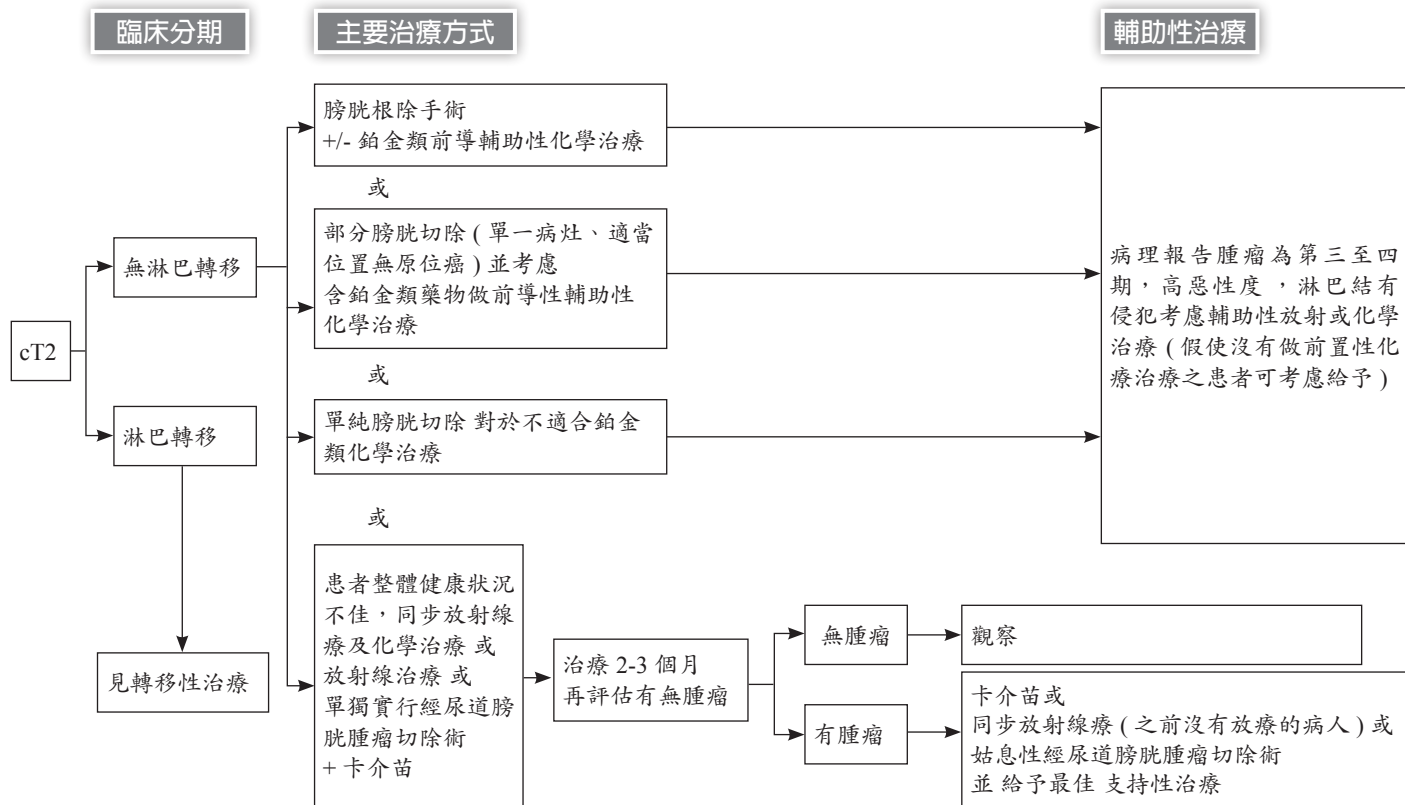 臨床分期
主要治療方式
輔助性治療
膀胱根除手術
+/- 鉑金類前導輔助性化學治療
或
部分膀胱切除 ( 單一病灶、適當
位置無原位癌 ) 並考慮
含鉑金類藥物做前導性輔助性
化學治療
或
單純膀胱切除 對於不適合鉑金
類化學治療
或
患者整體健康狀況
不佳,同步放射線
療及化學治療 或
放射線治療 或
單獨實行經尿道膀
胱腫瘤切除術
+ 卡介苗
cT2
無淋巴轉移
淋巴轉移
見轉移性治療
病理報告腫瘤為第三至四
期,高惡性度 ,淋巴結有
侵犯考慮輔助性放射或化學
治療 ( 假使沒有做前置性化
療治療之患者可考慮給予 )
治療 2-3 個月
再評估有無腫瘤
無腫瘤
觀察
有腫瘤
卡介苗或
同步放射線療 ( 之前沒有放療的病人 ) 或
姑息性經尿道膀胱腫瘤切除術
並 給予最佳 支持性治療